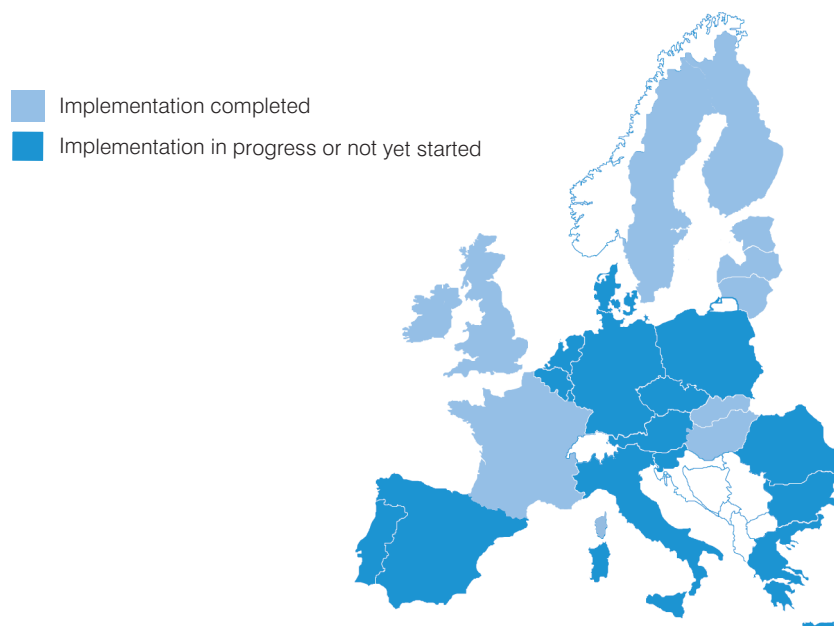 Implementation completed
Implementation in progress or not yet started